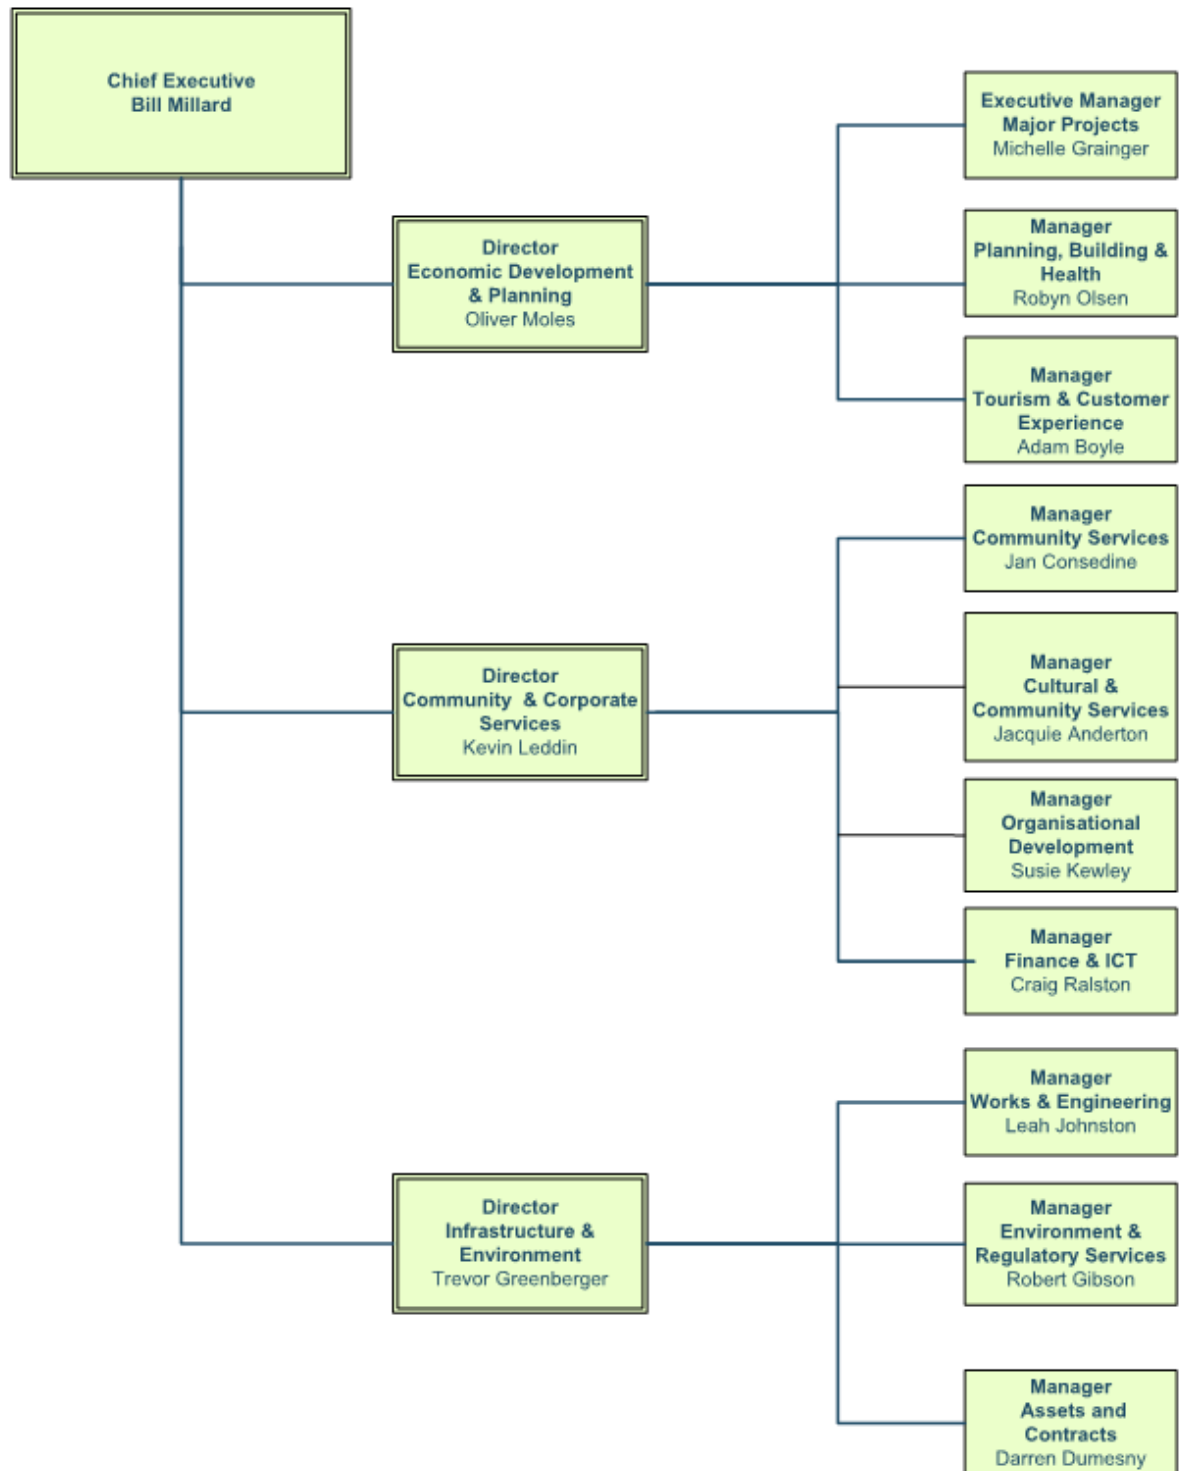 Chief Executive
Bill Millard
Director
Economic Development
& Planning
Oliver Moles
Executive Manager
Major Projects
Michelle Grainger
Manager
Planning, Building &
Health
Robyn Olsen
Manager
Tourism & Customer
Experience
Adam Boyle
Director
Community & Corporate
Services
Kevin Leddin
Manager
Community Services
Jan Consedine
Manager
Cultural &
Community Services
Jacquie Anderton
Manager
Organisational
Development
Susie Kewley
Manager
Finance & ICT
Craig Ralston
Director
Infrastructure &
Environment
Trevor Greenberger
Manager
Works & Engineering
Leah Johnston
Manager
Environment &
Regulatory Services
Robert Gibson
Manager
Assets and
Contracts
Darren Dumesny